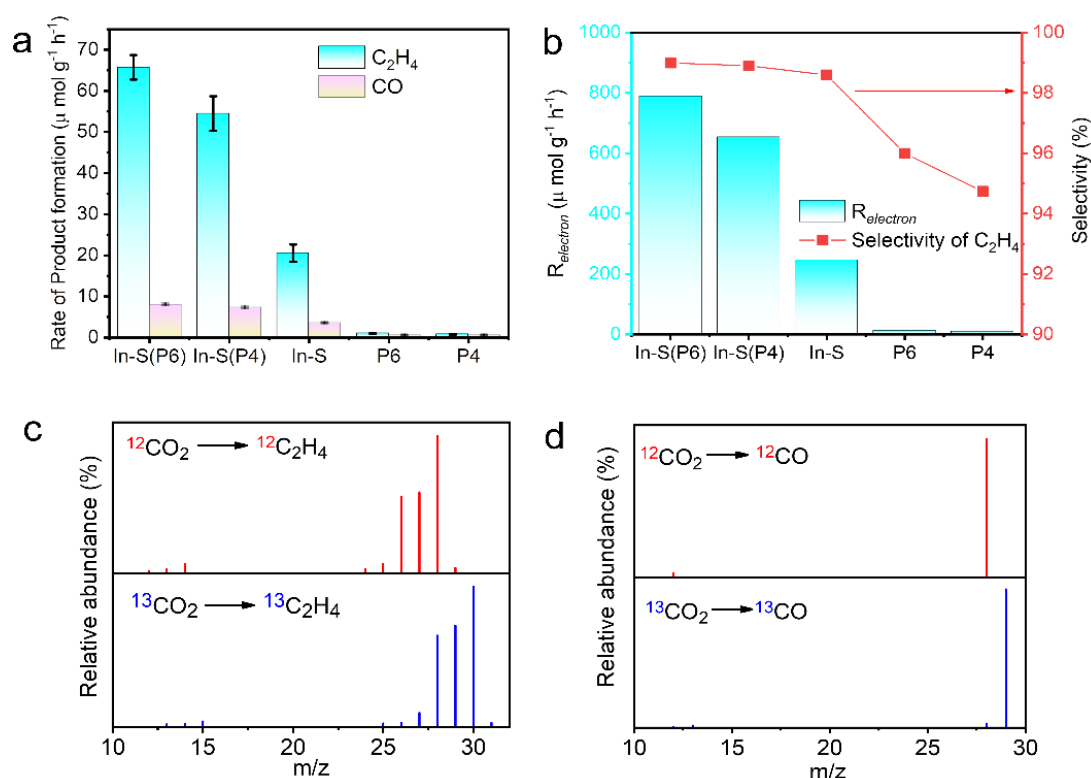 a
Rate of Product formation (μ mol g⁻¹ h⁻¹)
70
60
50
40
30
20
10
0
C₂H₄
CO
In-S(P6) In-S(P4) In-S P6 P4
b
R_electron (μ mol g⁻¹ h⁻¹)
1000
800
600
400
200
0
R_electron
Selectivity of C₂H₄
100
98
96
94
92
90
Selectivity (%)
In-S(P6) In-S(P4) In-S P6 P4
c
Relative abundance (%)
¹²CO₂ → ¹²C₂H₄
¹³CO₂ → ¹³C₂H₄
10 15 20 25 30
m/z
d
Relative abundance (%)
¹²CO₂ → ¹²CO
¹³CO₂ → ¹³CO
10 15 20 25 30
m/z